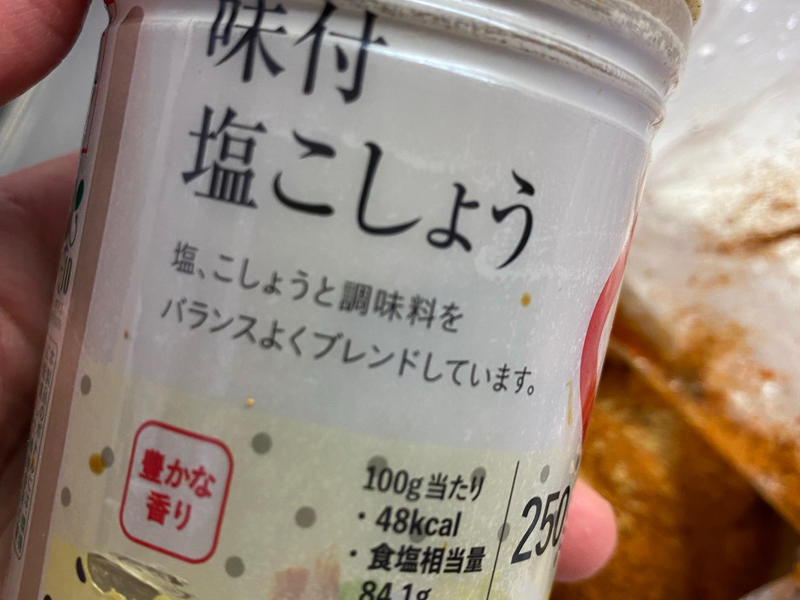 味付
塩こしょう
塩、こしょうと調味料を
バランスよくブレンドしています。
豊かな
香り
100g当たり
・48kcal
・食塩相当量
84.1g
250